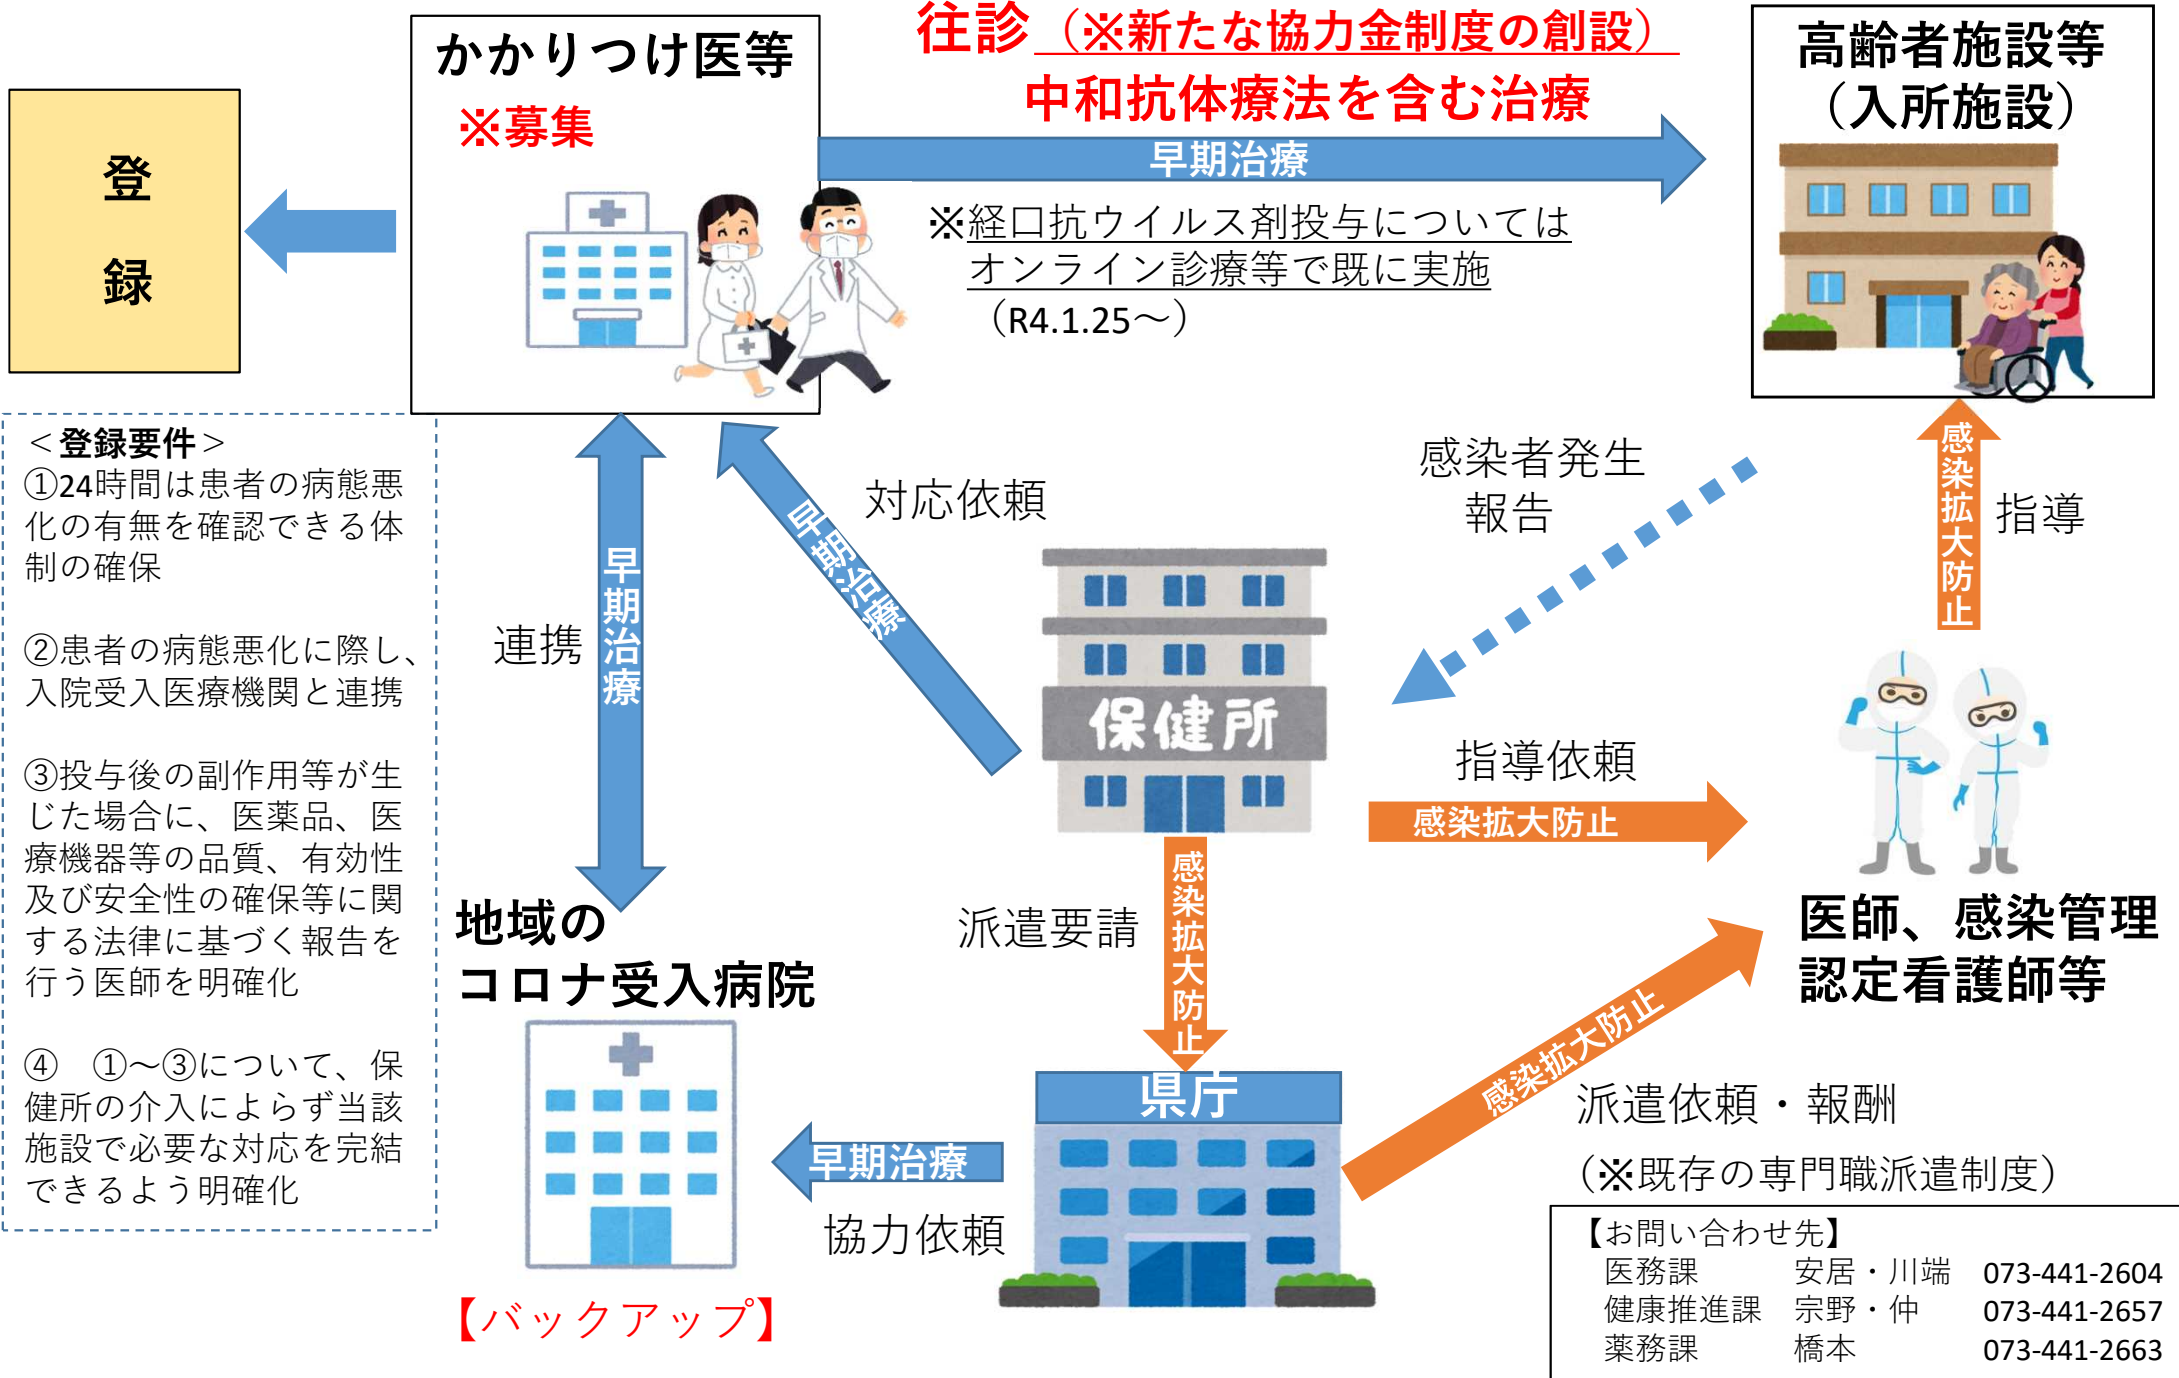 往診（※新たな協力金制度の創設）
中和抗体療法を含む治療
かかりつけ医等
※募集
高齢者施設等
（入所施設）
登
録
早期治療
※経口抗ウイルス剤投与については
オンライン診療等で既に実施
（R4.1.25～）
＜登録要件＞
①24時間は患者の病態悪
化の有無を確認できる体
制の確保
②患者の病態悪化に際し、
入院受入医療機関と連携
③投与後の副作用等が生
じた場合に、医薬品、医
療機器等の品質、有効性
及び安全性の確保等に関
する法律に基づく報告を
行う医師を明確化
④　①～③について、保
健所の介入によらず当該
施設で必要な対応を完結
できるよう明確化
連携
早期治療
早期治療
対応依頼
感染者発生
報告
感染拡大防止
指導
保健所
指導依頼
感染拡大防止
派遣要請
感染拡大防止
医師、感染管理
認定看護師等
地域の
コロナ受入病院
県庁
早期治療
協力依頼
【バックアップ】
感染拡大防止
派遣依頼・報酬
（※既存の専門職派遣制度）
【お問い合わせ先】
医務課　安居・川端　073-441-2604
健康推進課　宗野・仲　073-441-2657
薬務課　橋本　073-441-2663